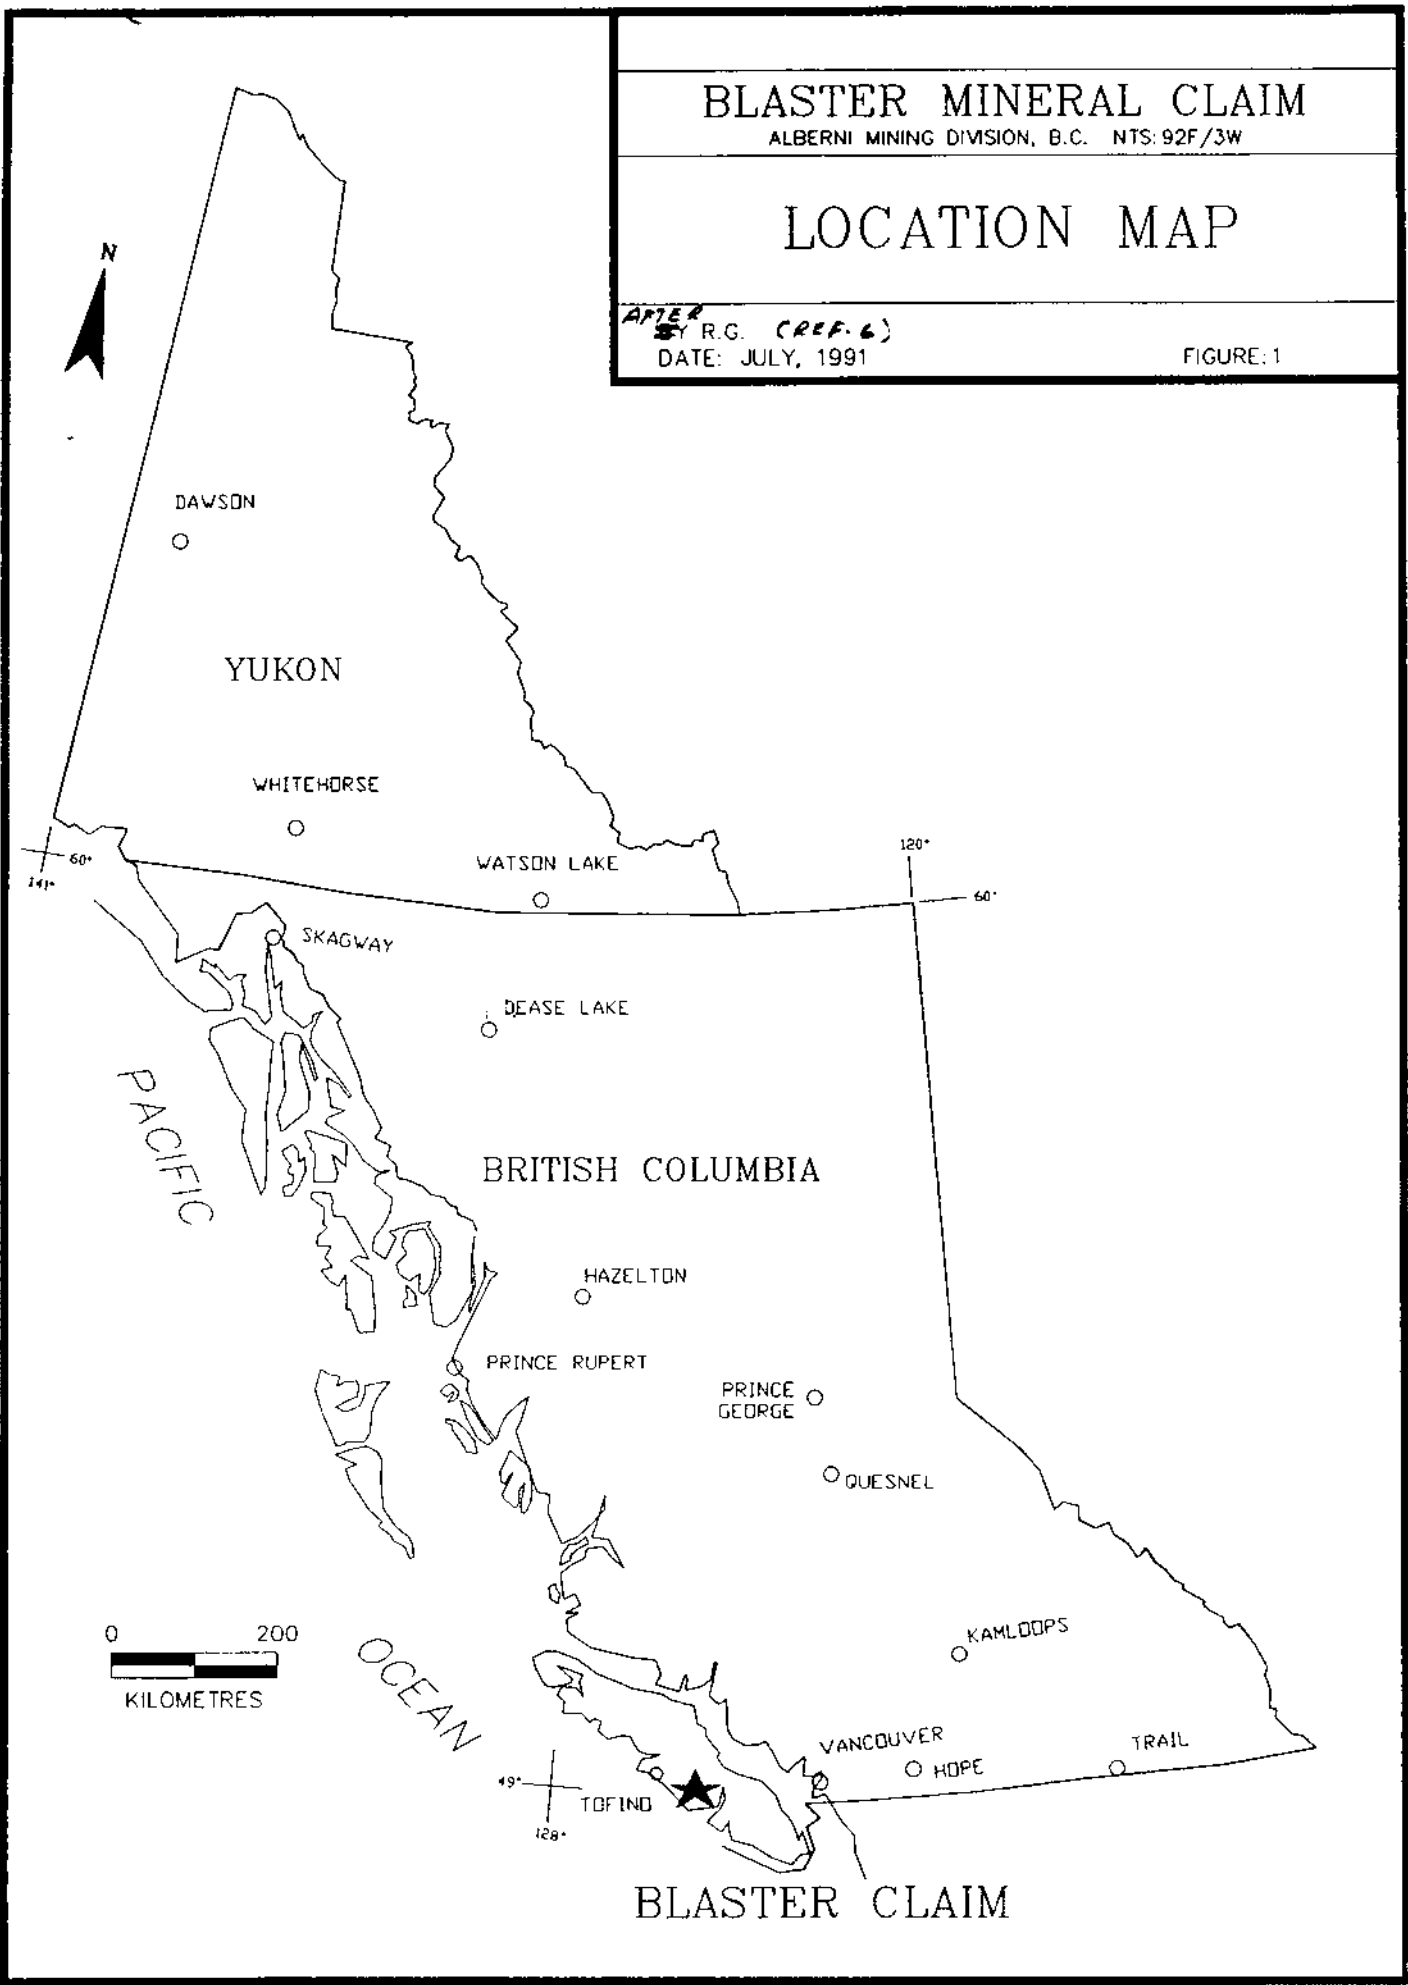 BLASTER MINERAL CLAIM
ALBERNI MINING DIVISION, B.C. NTS: 92F/3W
LOCATION MAP
AFTER
BY R.G. (REF. 6)
DATE: JULY, 1991
FIGURE: 1
N
DAWSON
YUKON
WHITEHORSE
WATSON LAKE
120°
60°
141°
60°
SKAGWAY
DEASE LAKE
PACIFIC
BRITISH COLUMBIA
HAZELTON
PRINCE RUPERT
PRINCE
GEORGE
QUESNEL
0 200
KILOMETRES
OCEAN
KAMLOOPS
VANCOUVER
HOPE
TRAIL
49°
TOFINO
128°
BLASTER CLAIM